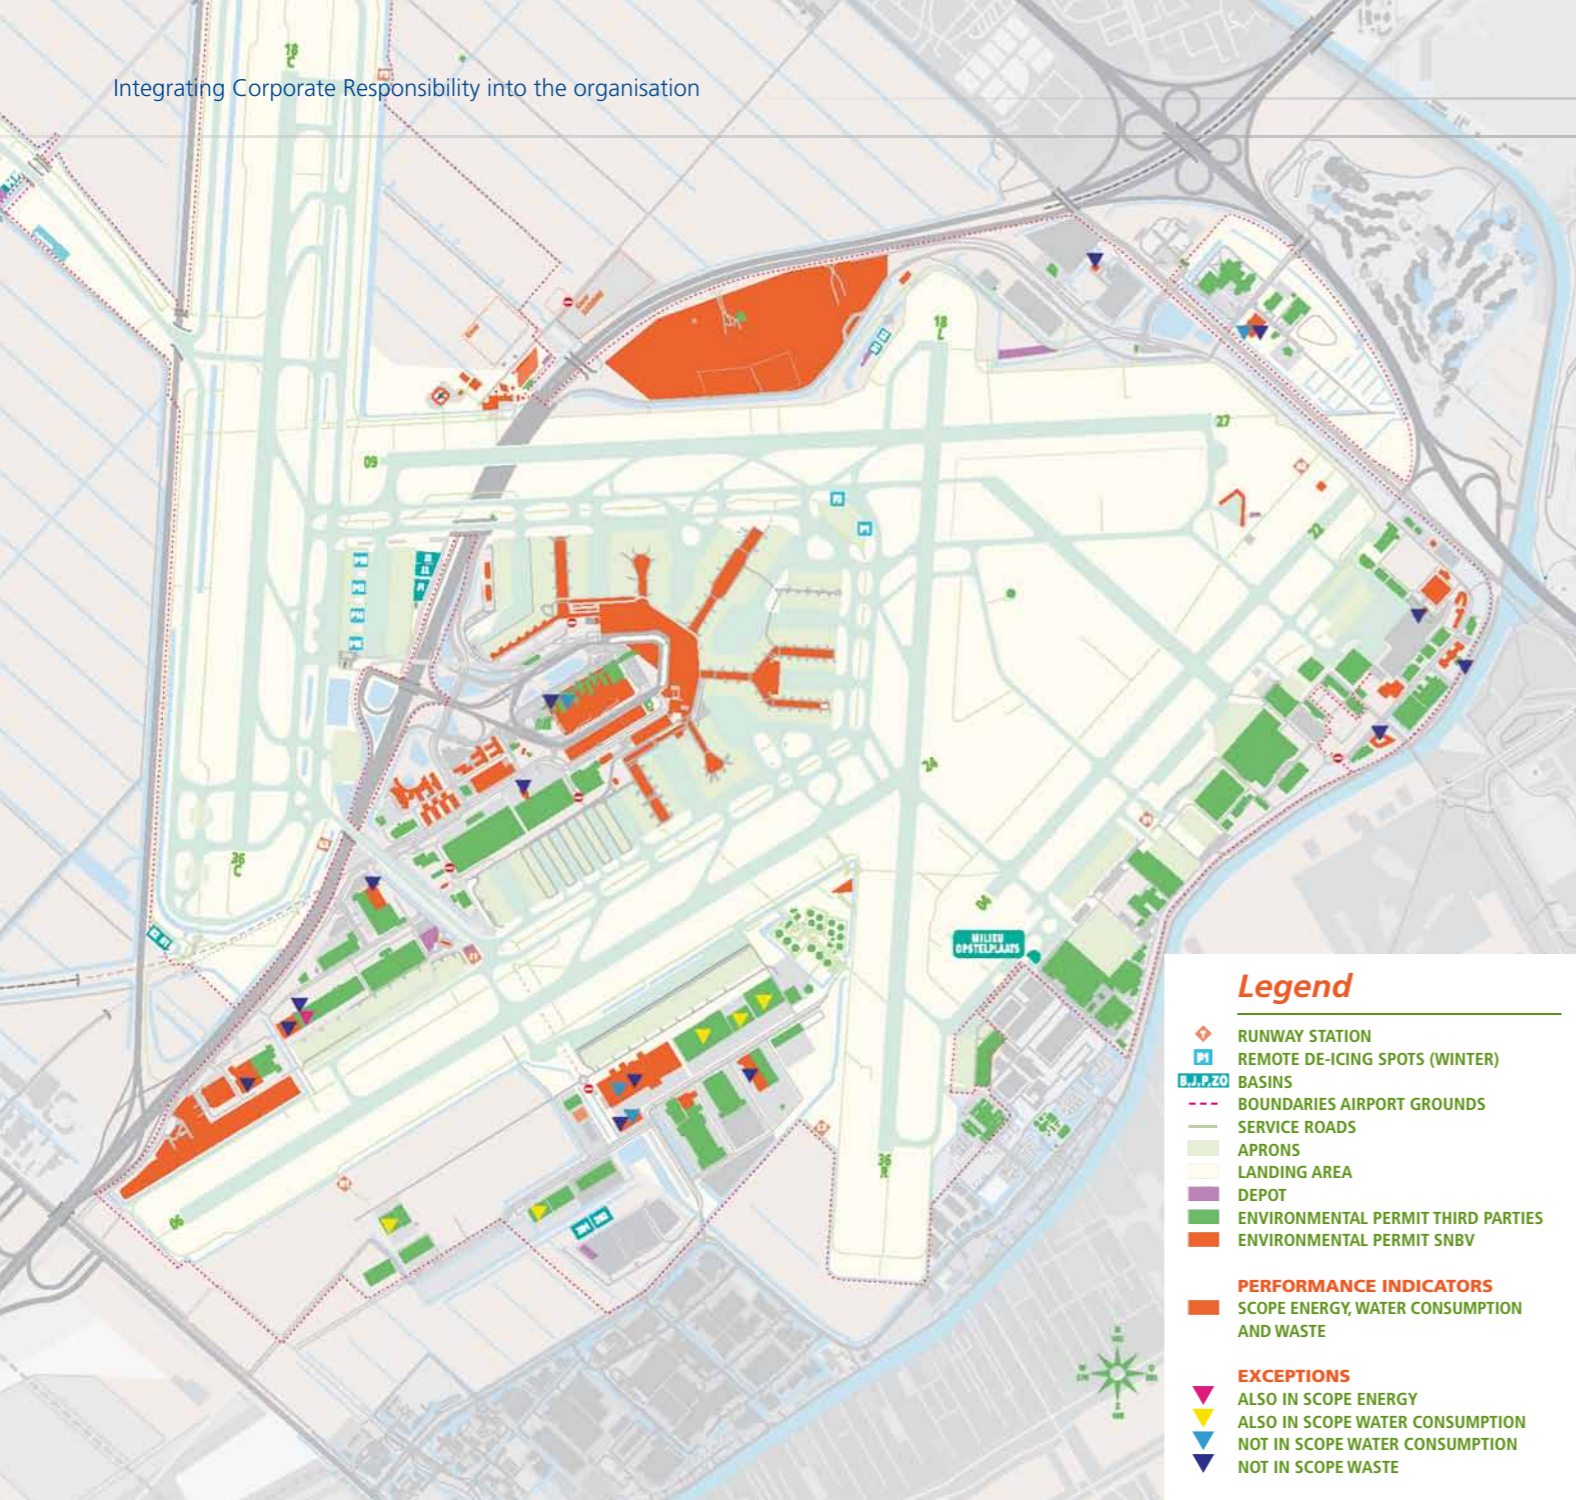 Integrating Corporate Responsibility into the organisation
18
C
18
L
27
09
22
24
36
C
04
MILIEU
OPSTELPLAATS
36
R
06
Legend
RUNWAY STATION
P1 REMOTE DE-ICING SPOTS (WINTER)
B.J.P.ZO BASINS
BOUNDARIES AIRPORT GROUNDS
SERVICE ROADS
APRONS
LANDING AREA
DEPOT
ENVIRONMENTAL PERMIT THIRD PARTIES
ENVIRONMENTAL PERMIT SNBV
PERFORMANCE INDICATORS
SCOPE ENERGY, WATER CONSUMPTION
AND WASTE
EXCEPTIONS
ALSO IN SCOPE ENERGY
ALSO IN SCOPE WATER CONSUMPTION
NOT IN SCOPE WATER CONSUMPTION
NOT IN SCOPE WASTE